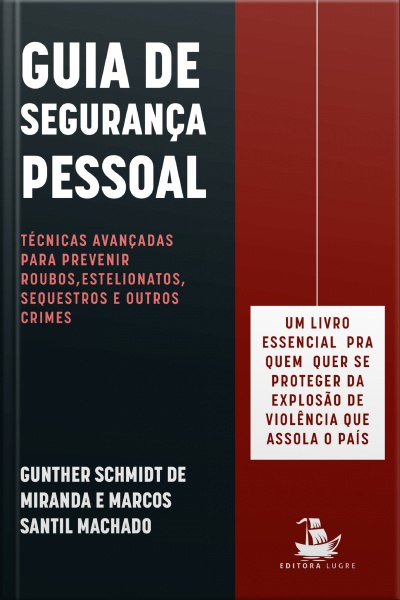 GUIA DE
SEGURANÇA
PESSOAL
TÉCNICAS AVANÇADAS
PARA PREVENIR
ROUBOS,ESTELIONATOS,
SEQUESTROS E OUTROS
CRIMES
UM LIVRO
ESSENCIAL PRA
QUEM QUER SE
PROTEGER DA
EXPLOSÃO DE
VIOLÊNCIA QUE
ASSOLA O PAÍS
GUNTHER SCHMIDT DE
MIRANDA E MARCOS
SANTIL MACHADO
EDITORA LUGRE